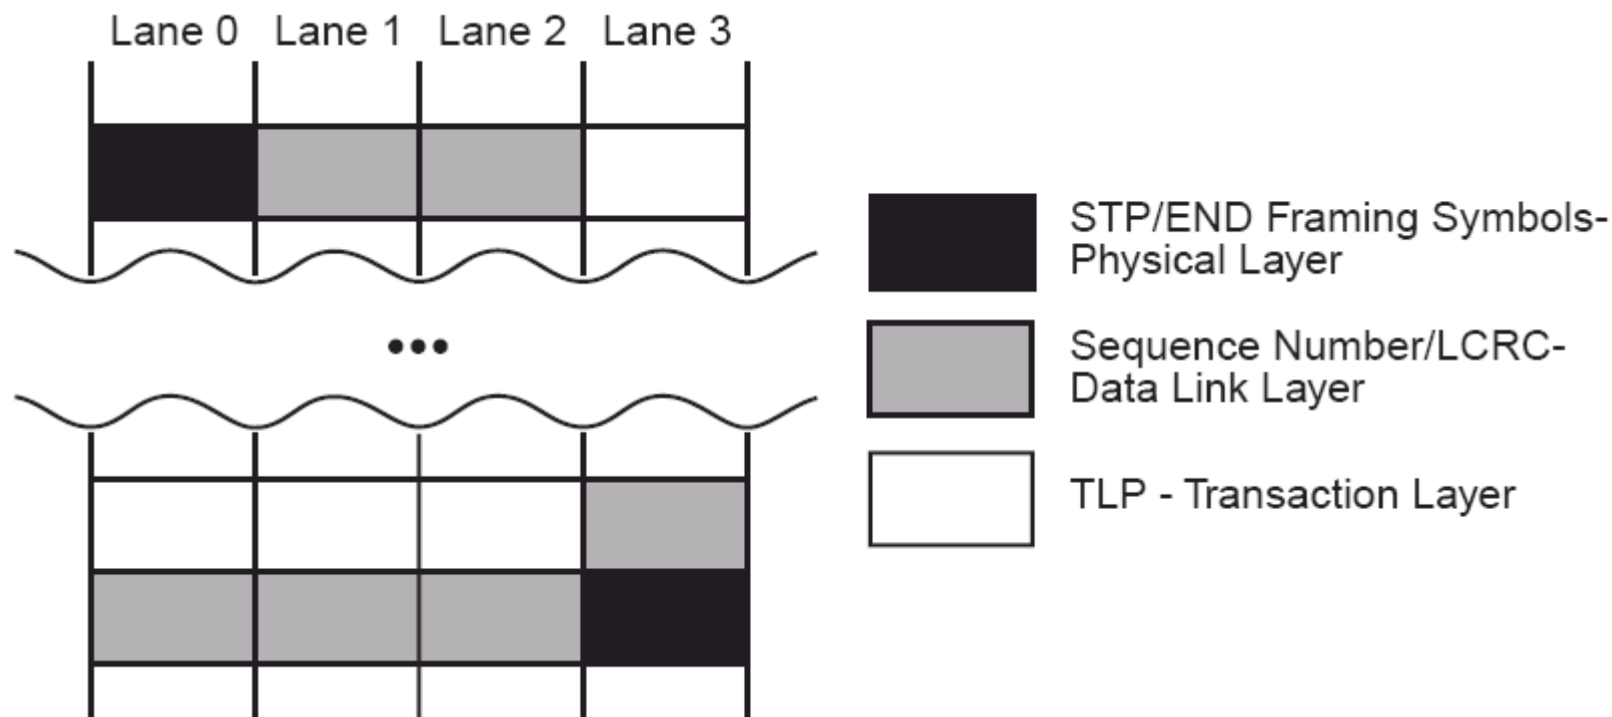 Lane 0 Lane 1 Lane 2 Lane 3
STP/END Framing Symbols-
Physical Layer
Sequence Number/LCRC-
Data Link Layer
TLP - Transaction Layer